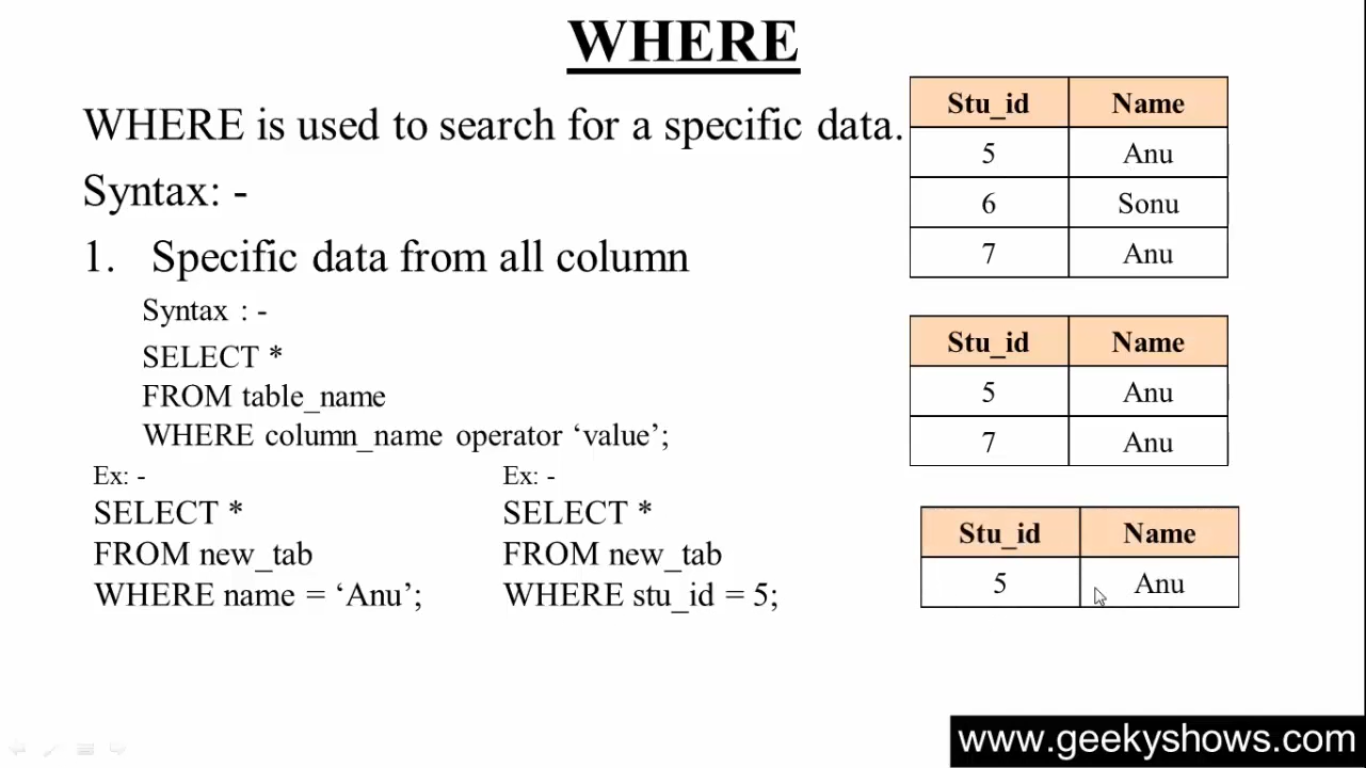 WHERE
WHERE is used to search for a specific data.
Syntax: -
1. Specific data from all column
Syntax : -
SELECT *
FROM table_name
WHERE column_name operator ‘value’;
Ex: -
SELECT *
FROM new_tab
WHERE name = ‘Anu’;
Ex: -
SELECT *
FROM new_tab
WHERE stu_id = 5;
Stu_id Name
5 Anu
6 Sonu
7 Anu
Stu_id Name
5 Anu
7 Anu
Stu_id Name
5 Anu
www.geekyshows.com